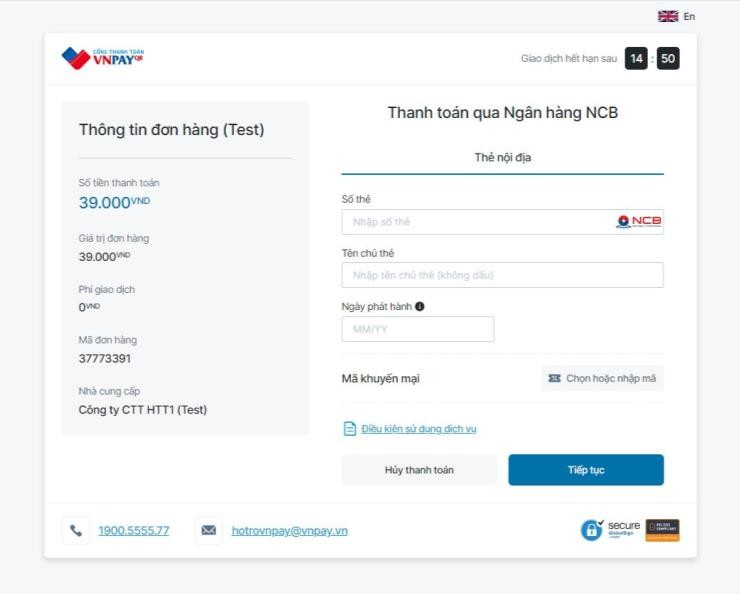 En
CỔNG THANH TOÁN
VNPAYQR
Giao dịch hết hạn sau 14 : 50
Thông tin đơn hàng (Test)
Số tiền thanh toán
39.000VND
Giá trị đơn hàng
39.000VND
Phí giao dịch
0VND
Mã đơn hàng
37773391
Nhà cung cấp
Công ty CTT HTT1 (Test)
Thanh toán qua Ngân hàng NCB
Thẻ nội địa
Số thẻ
Nhập số thẻ
NCB
Tên chủ thẻ
Nhập tên chủ thẻ (không dấu)
Ngày phát hành
MM/YY
Mã khuyến mại
Chọn hoặc nhập mã
Điều kiện sử dụng dịch vụ
Hủy thanh toán
Tiếp tục
1900.5555.77
hotrovnpay@vnpay.vn
secure
GlobalSign
PCI DSS
COMPLIANT